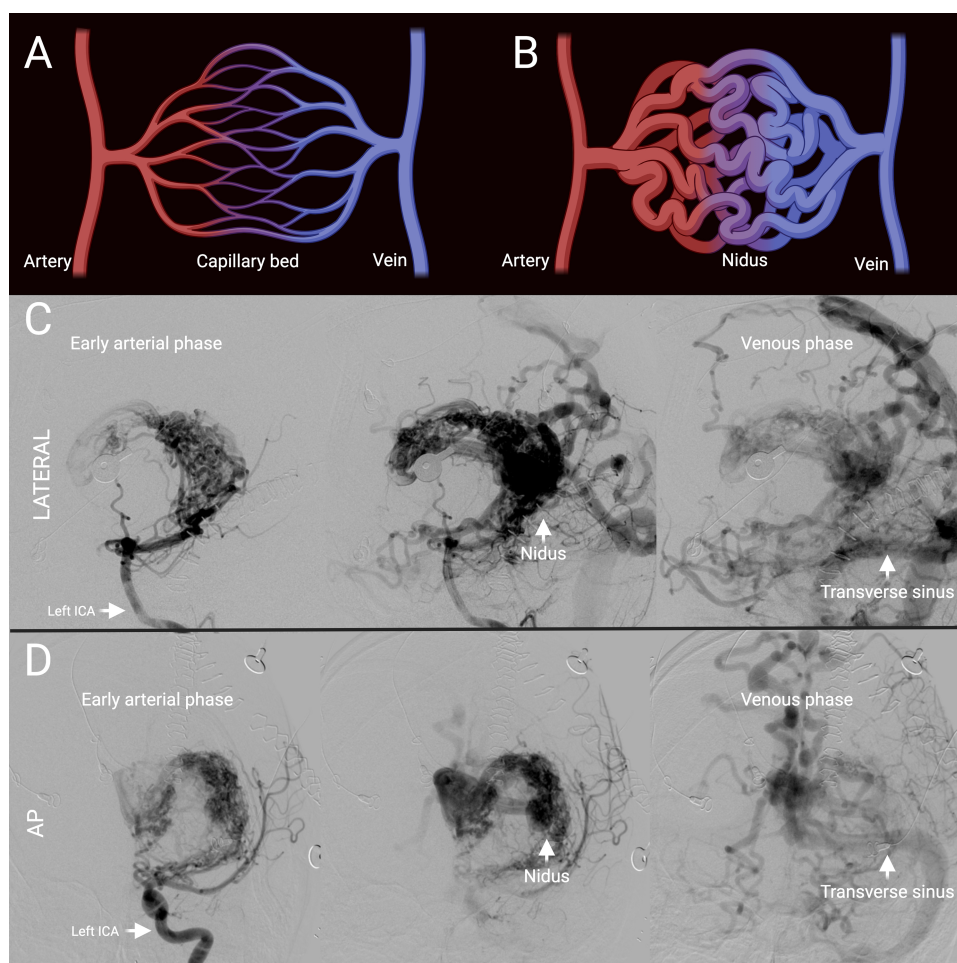 A
B
Artery
Capillary bed
Vein
Artery
Nidus
Vein
C
Early arterial phase
Venous phase
LATERAL
Nidus
Left ICA
Transverse sinus
D
Early arterial phase
Venous phase
AP
Nidus
Transverse sinus
Left ICA